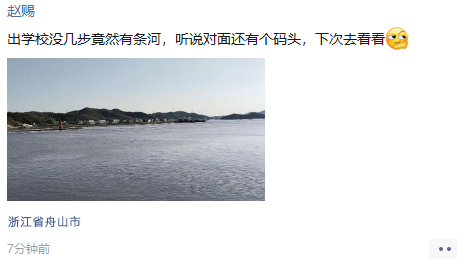 赵赐
出学校没几步竟然有条河，听说对面还有个码头，下次去看看
浙江省舟山市
7分钟前